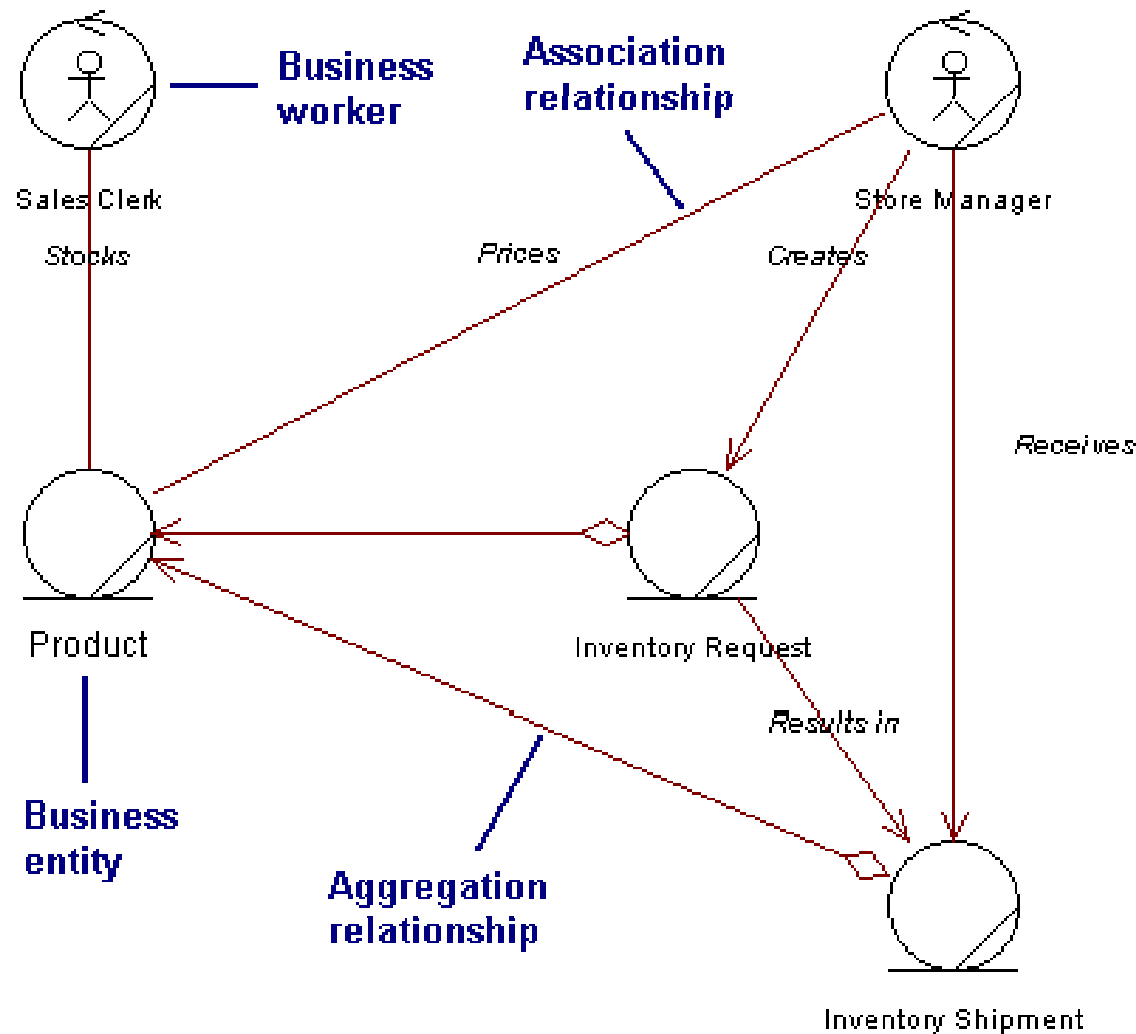 Business
worker
Association
relationship
Sales Clerk
Store Manager
Stocks
Prices
Creates
Receives
Product
Inventory Request
Results in
Business
entity
Aggregation
relationship
Inventory Shipment